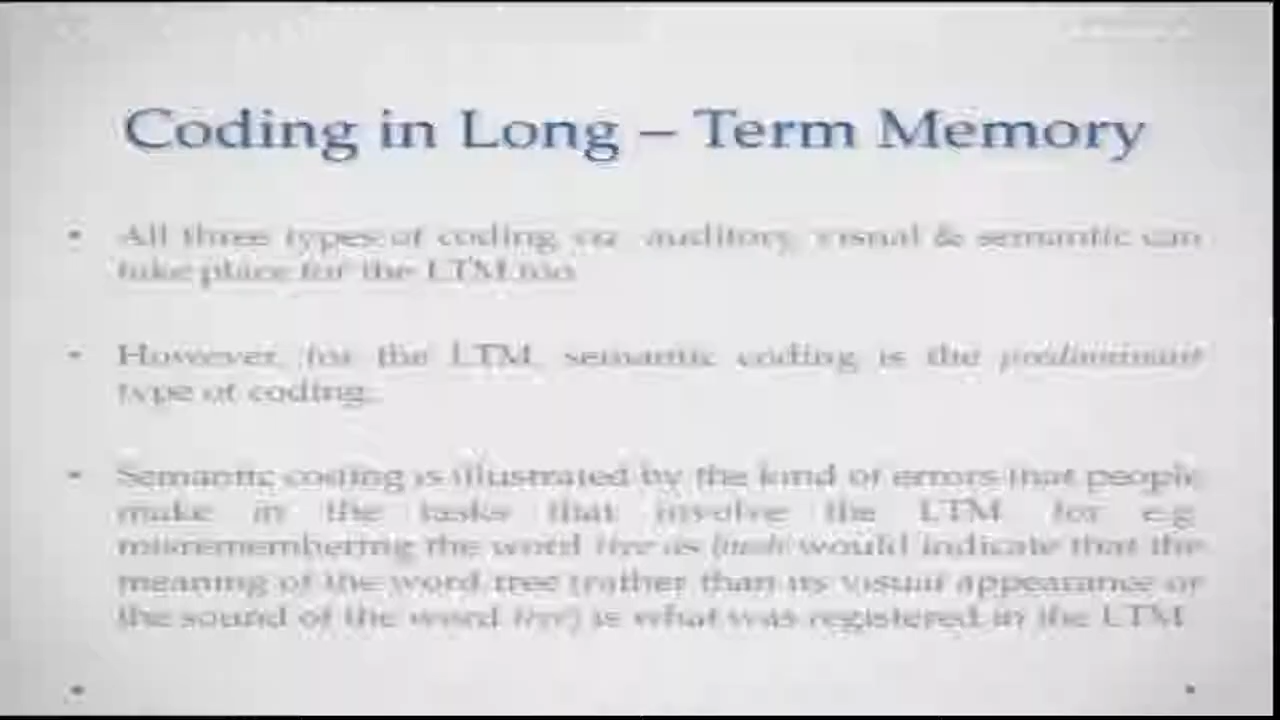 Coding in Long – Term Memory
• All three types of coding, viz. auditory, visual & semantic can
take place for the LTM too.
• However, for the LTM, semantic coding is the predominant
type of coding.
• Semantic coding is illustrated by the kind of errors that people
make in the tasks that involve the LTM for e.g.
misremembering the word tree as bush would indicate that the
meaning of the word tree (rather than its visual appearance or
the sound of the word tree) is what was registered in the LTM.